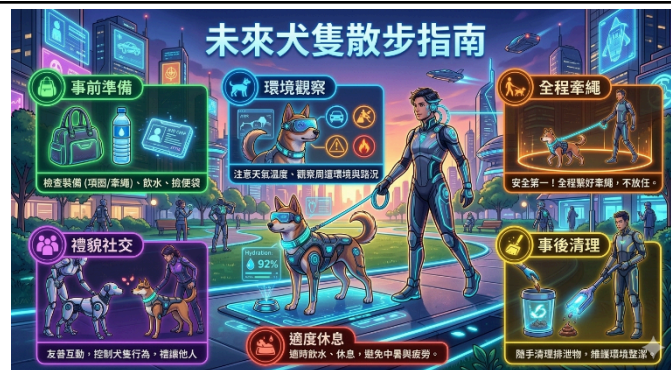 未來犬隻散步指南
事前準備
檢查裝備 (項圈/牽繩)、飲水、撿便袋
環境觀察
注意天氣溫度、觀察周遭環境與路況
全程牽繩
安全第一！全程繫好牽繩，不放任。
Hydration:
92%
禮貌社交
友善互動，控制犬隻行為，禮讓他人
適度休息
適時飲水、休息，避免中暑與疲勞。
事後清理
隨手清理排泄物，維護環境整潔